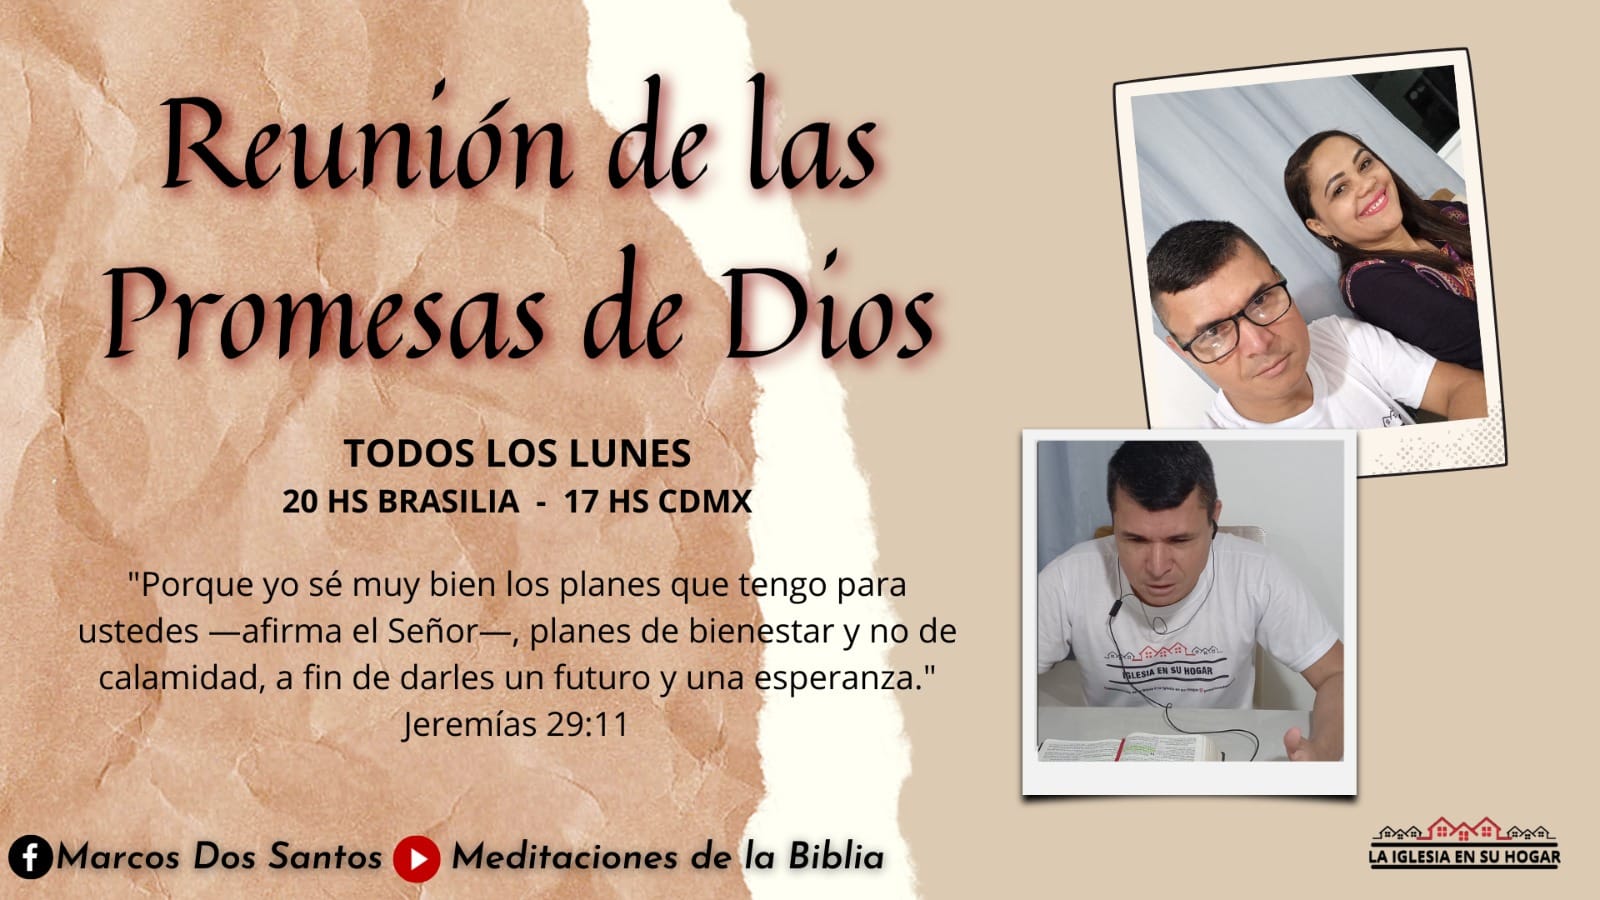 Reunión de las
Promesas de Dios
TODOS LOS LUNES
20 HS BRASILIA - 17 HS CDMX
"Porque yo sé muy bien los planes que tengo para
ustedes —afirma el Señor—, planes de bienestar y no de
calamidad, a fin de darles un futuro y una esperanza."
Jeremías 29:11
IGLESIA EN SU HOGAR
Marcos Dos Santos
Meditaciones de la Biblia
LA IGLESIA EN SU HOGAR